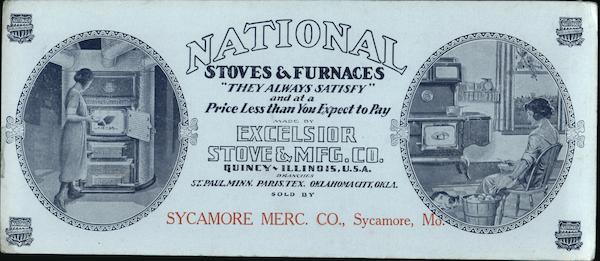 NATIONAL
STOVES & FURNACES
"THEY ALWAYS SATISFY"
and at a
Price Less than You Expect to Pay
MADE BY
EXCELSIOR
STOVE & MFG. CO.
QUINCY ILLINOIS, U.S.A.
BRANCHES
ST. PAUL, MINN. PARIS, TEX. OKLAHOMA CITY, OKLA.
SOLD BY
SYCAMORE MERC. CO., Sycamore, Mo.